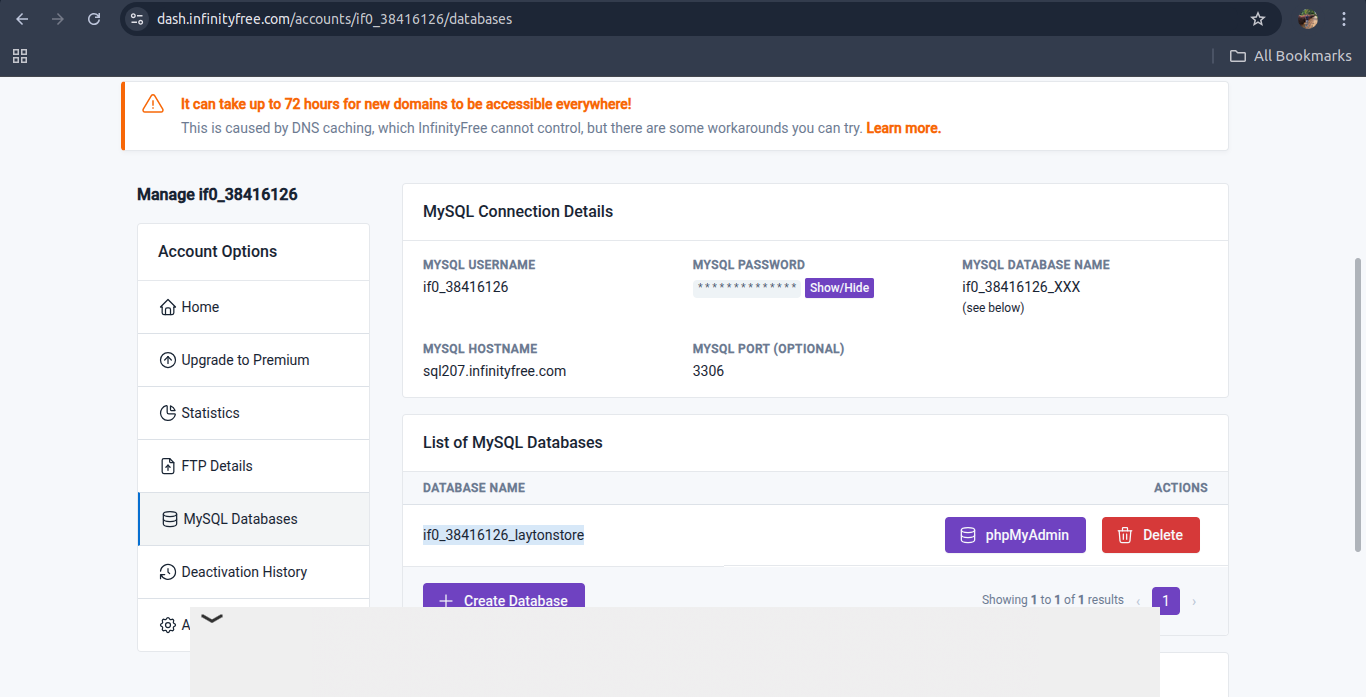 dash.infinityfree.com/accounts/if0_38416126/databases
All Bookmarks
It can take up to 72 hours for new domains to be accessible everywhere!
This is caused by DNS caching, which InfinityFree cannot control, but there are some workarounds you can try. Learn more.
Manage if0_38416126
Account Options
Home
Upgrade to Premium
Statistics
FTP Details
MySQL Databases
Deactivation History
A
MySQL Connection Details
MYSQL USERNAME
if0_38416126
MYSQL PASSWORD
************** Show/Hide
MYSQL DATABASE NAME
if0_38416126_XXX
(see below)
MYSQL HOSTNAME
sql207.infinityfree.com
MYSQL PORT (OPTIONAL)
3306
List of MySQL Databases
DATABASE NAME ACTIONS
if0_38416126_laytonstore phpMyAdmin Delete
+ Create Database Showing 1 to 1 of 1 results ‹ 1 ›